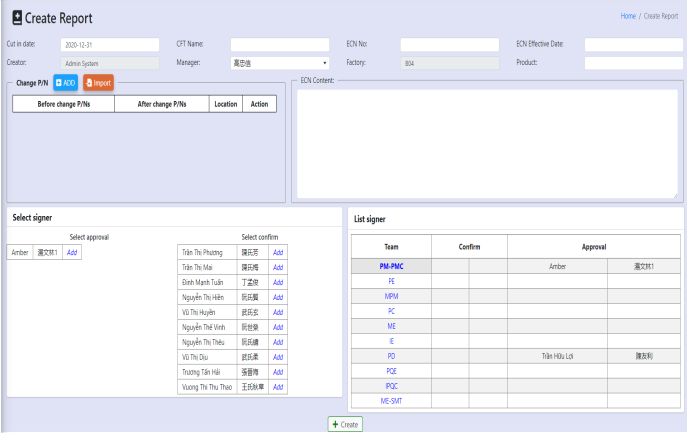 Create Report
Home / Create Report
Cut in date: 2020-12-31 CFT Name: ECN No: ECN Effective Date:
Creator: Admin System Manager: 高忠信 Factory: B04 Product:
Change P/N ADD Import
ECN Content:
Before change P/Ns After change P/Ns Location Action
Select signer
List signer
Select approval
Amber 潘文林1 Add
Select confirm
Trần Thị Phương 陳氏芳 Add
Trần Thị Mai 陳氏梅 Add
Đinh Mạnh Tuấn 丁孟俊 Add
Nguyễn Thị Hiền 阮氏賢 Add
Vũ Thị Huyền 武氏玄 Add
Nguyễn Thế Vinh 阮世榮 Add
Nguyễn Thị Thêu 阮氏繡 Add
Vũ Thị Dịu 武氏柔 Add
Trương Tấn Hải 張晉海 Add
Vuong Thi Thu Thao 王氏秋草 Add
Team Confirm Approval
PM-PMC Amber 潘文林1
PE
MPM
PC
ME
IE
PD Trần Hữu Lợi 陳友利
PQE
IPQC
ME-SMT
Create